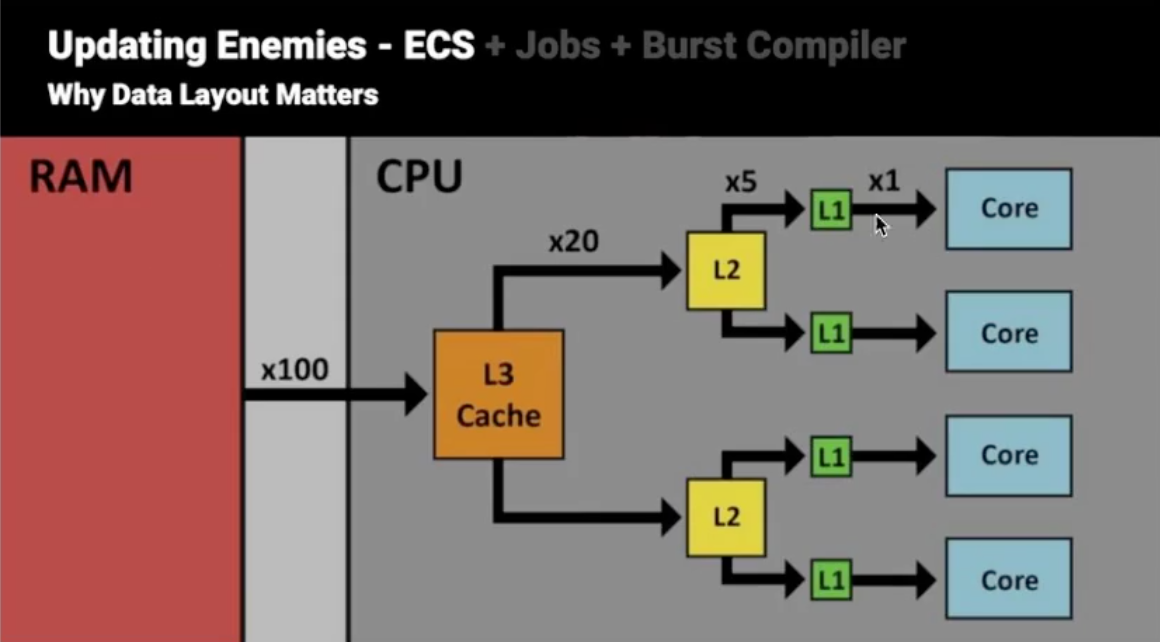 Updating Enemies - ECS + Jobs + Burst Compiler
Why Data Layout Matters
RAM
CPU
x5
x1
L1
Core
x20
L2
L1
Core
x100
L3
Cache
L1
Core
L2
L1
Core